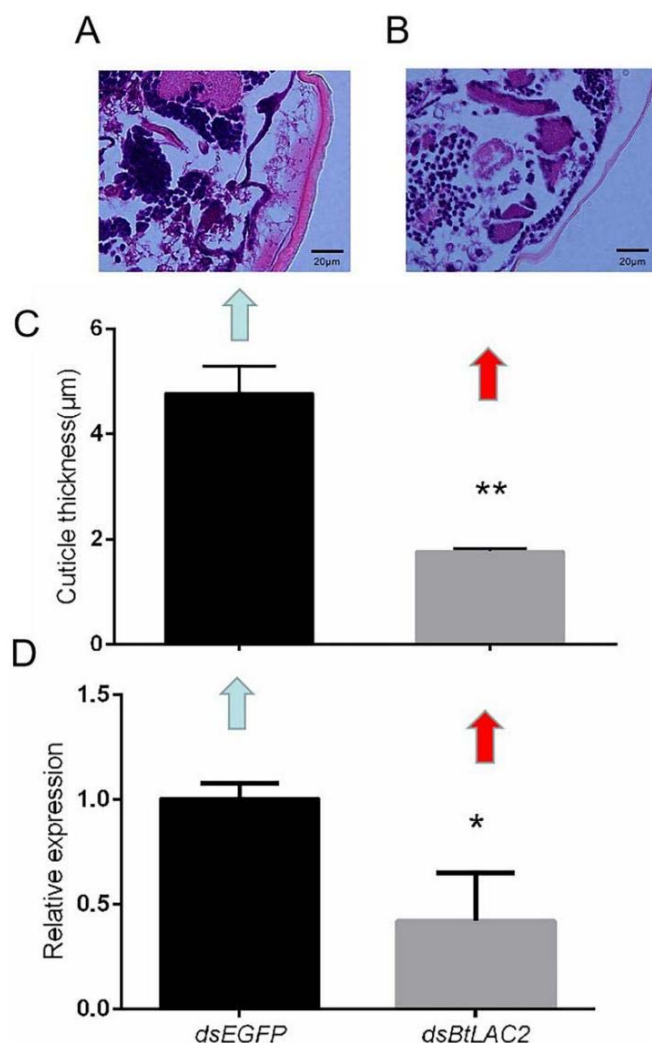 A
B
20μm
20μm
C
6
4
2
0
Cuticle thickness(μm)
**
D
1.5
1.0
0.5
0.0
Relative expression
*
dsEGFP
dsBtLAC2